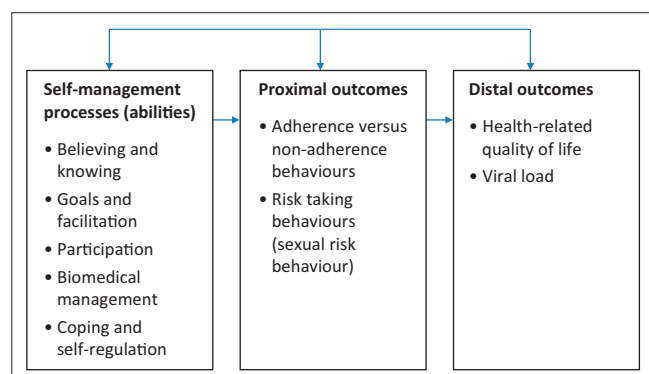 Self-management
processes (abilities)
• Believing and
knowing
• Goals and
facilitation
• Participation
• Biomedical
management
• Coping and
self-regulation
Proximal outcomes
• Adherence versus
non-adherence
behaviours
• Risk taking
behaviours
(sexual risk
behaviour)
Distal outcomes
• Health-related
quality of life
• Viral load